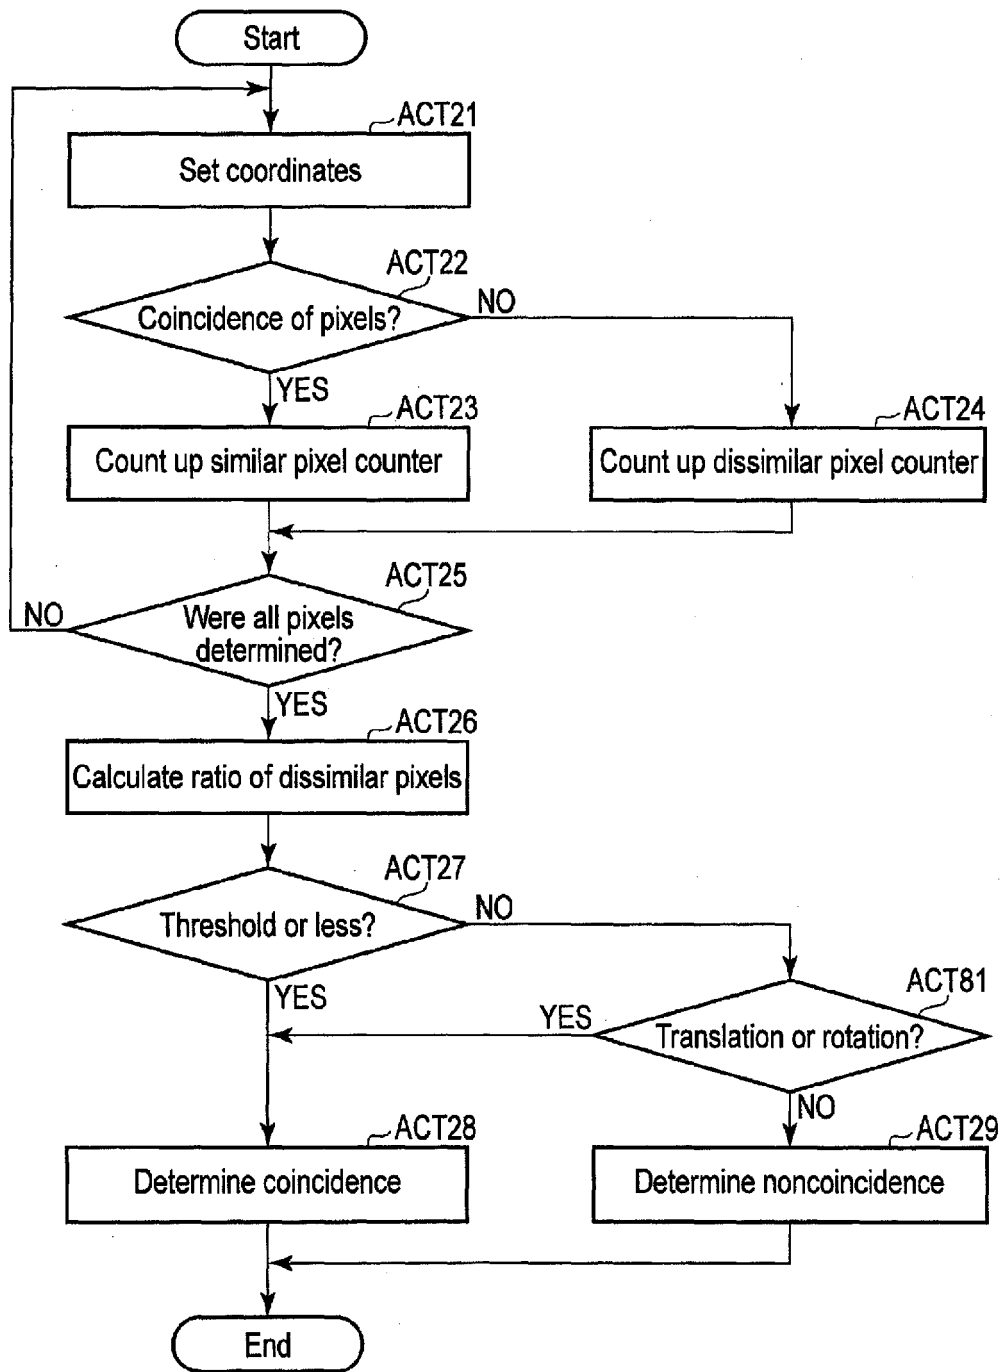 Start
ACT21
Set coordinates
ACT22
Coincidence of pixels?
NO
YES
ACT23
Count up similar pixel counter
ACT24
Count up dissimilar pixel counter
ACT25
Were all pixels
determined?
NO
YES
ACT26
Calculate ratio of dissimilar pixels
ACT27
Threshold or less?
NO
YES
ACT81
Translation or rotation?
YES
NO
ACT28
Determine coincidence
ACT29
Determine noncoincidence
End